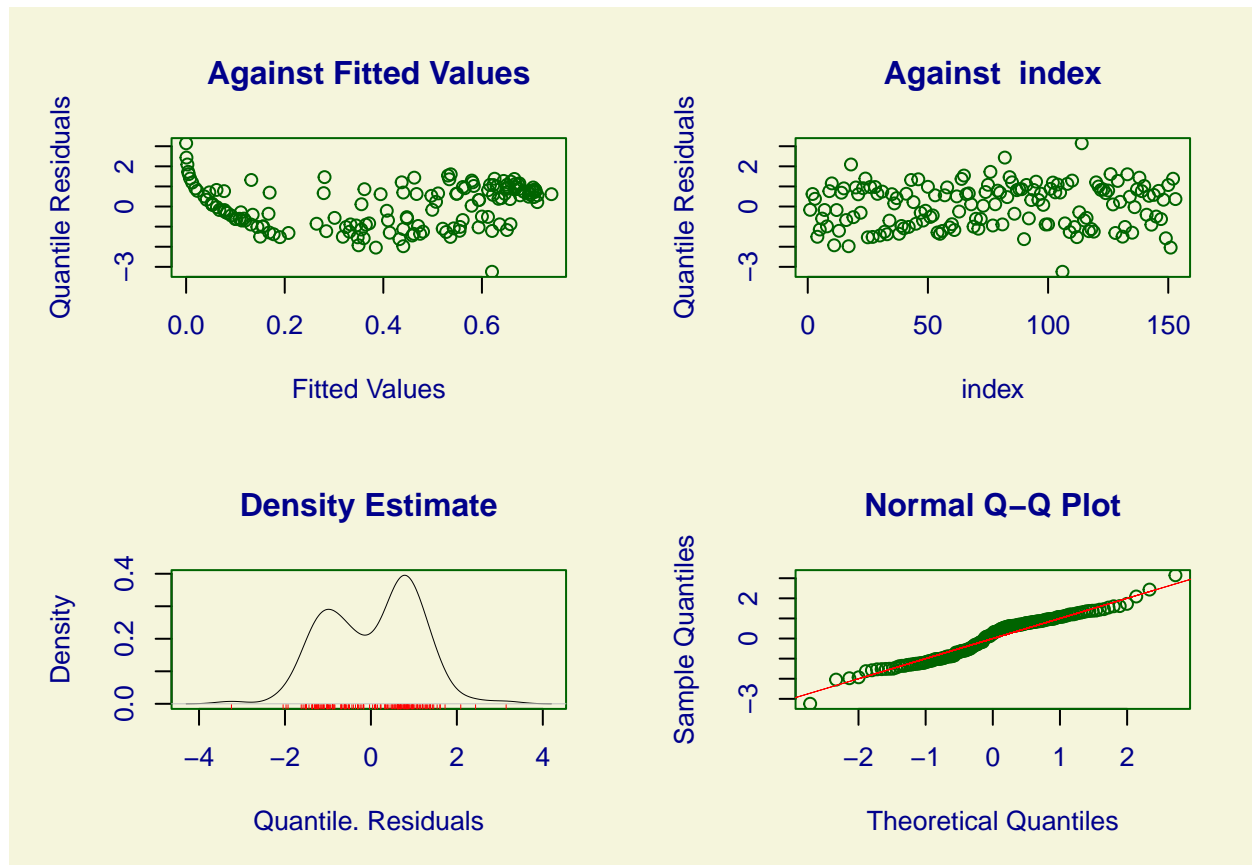 Against Fitted Values
Quantile Residuals
−3 0 2
0.0 0.2 0.4 0.6
Fitted Values
Against index
Quantile Residuals
−3 0 2
0 50 100 150
index
Density Estimate
Density
0.0 0.2 0.4
−4 −2 0 2 4
Quantile. Residuals
Normal Q−Q Plot
Sample Quantiles
−3 0 2
−2 −1 0 1 2
Theoretical Quantiles